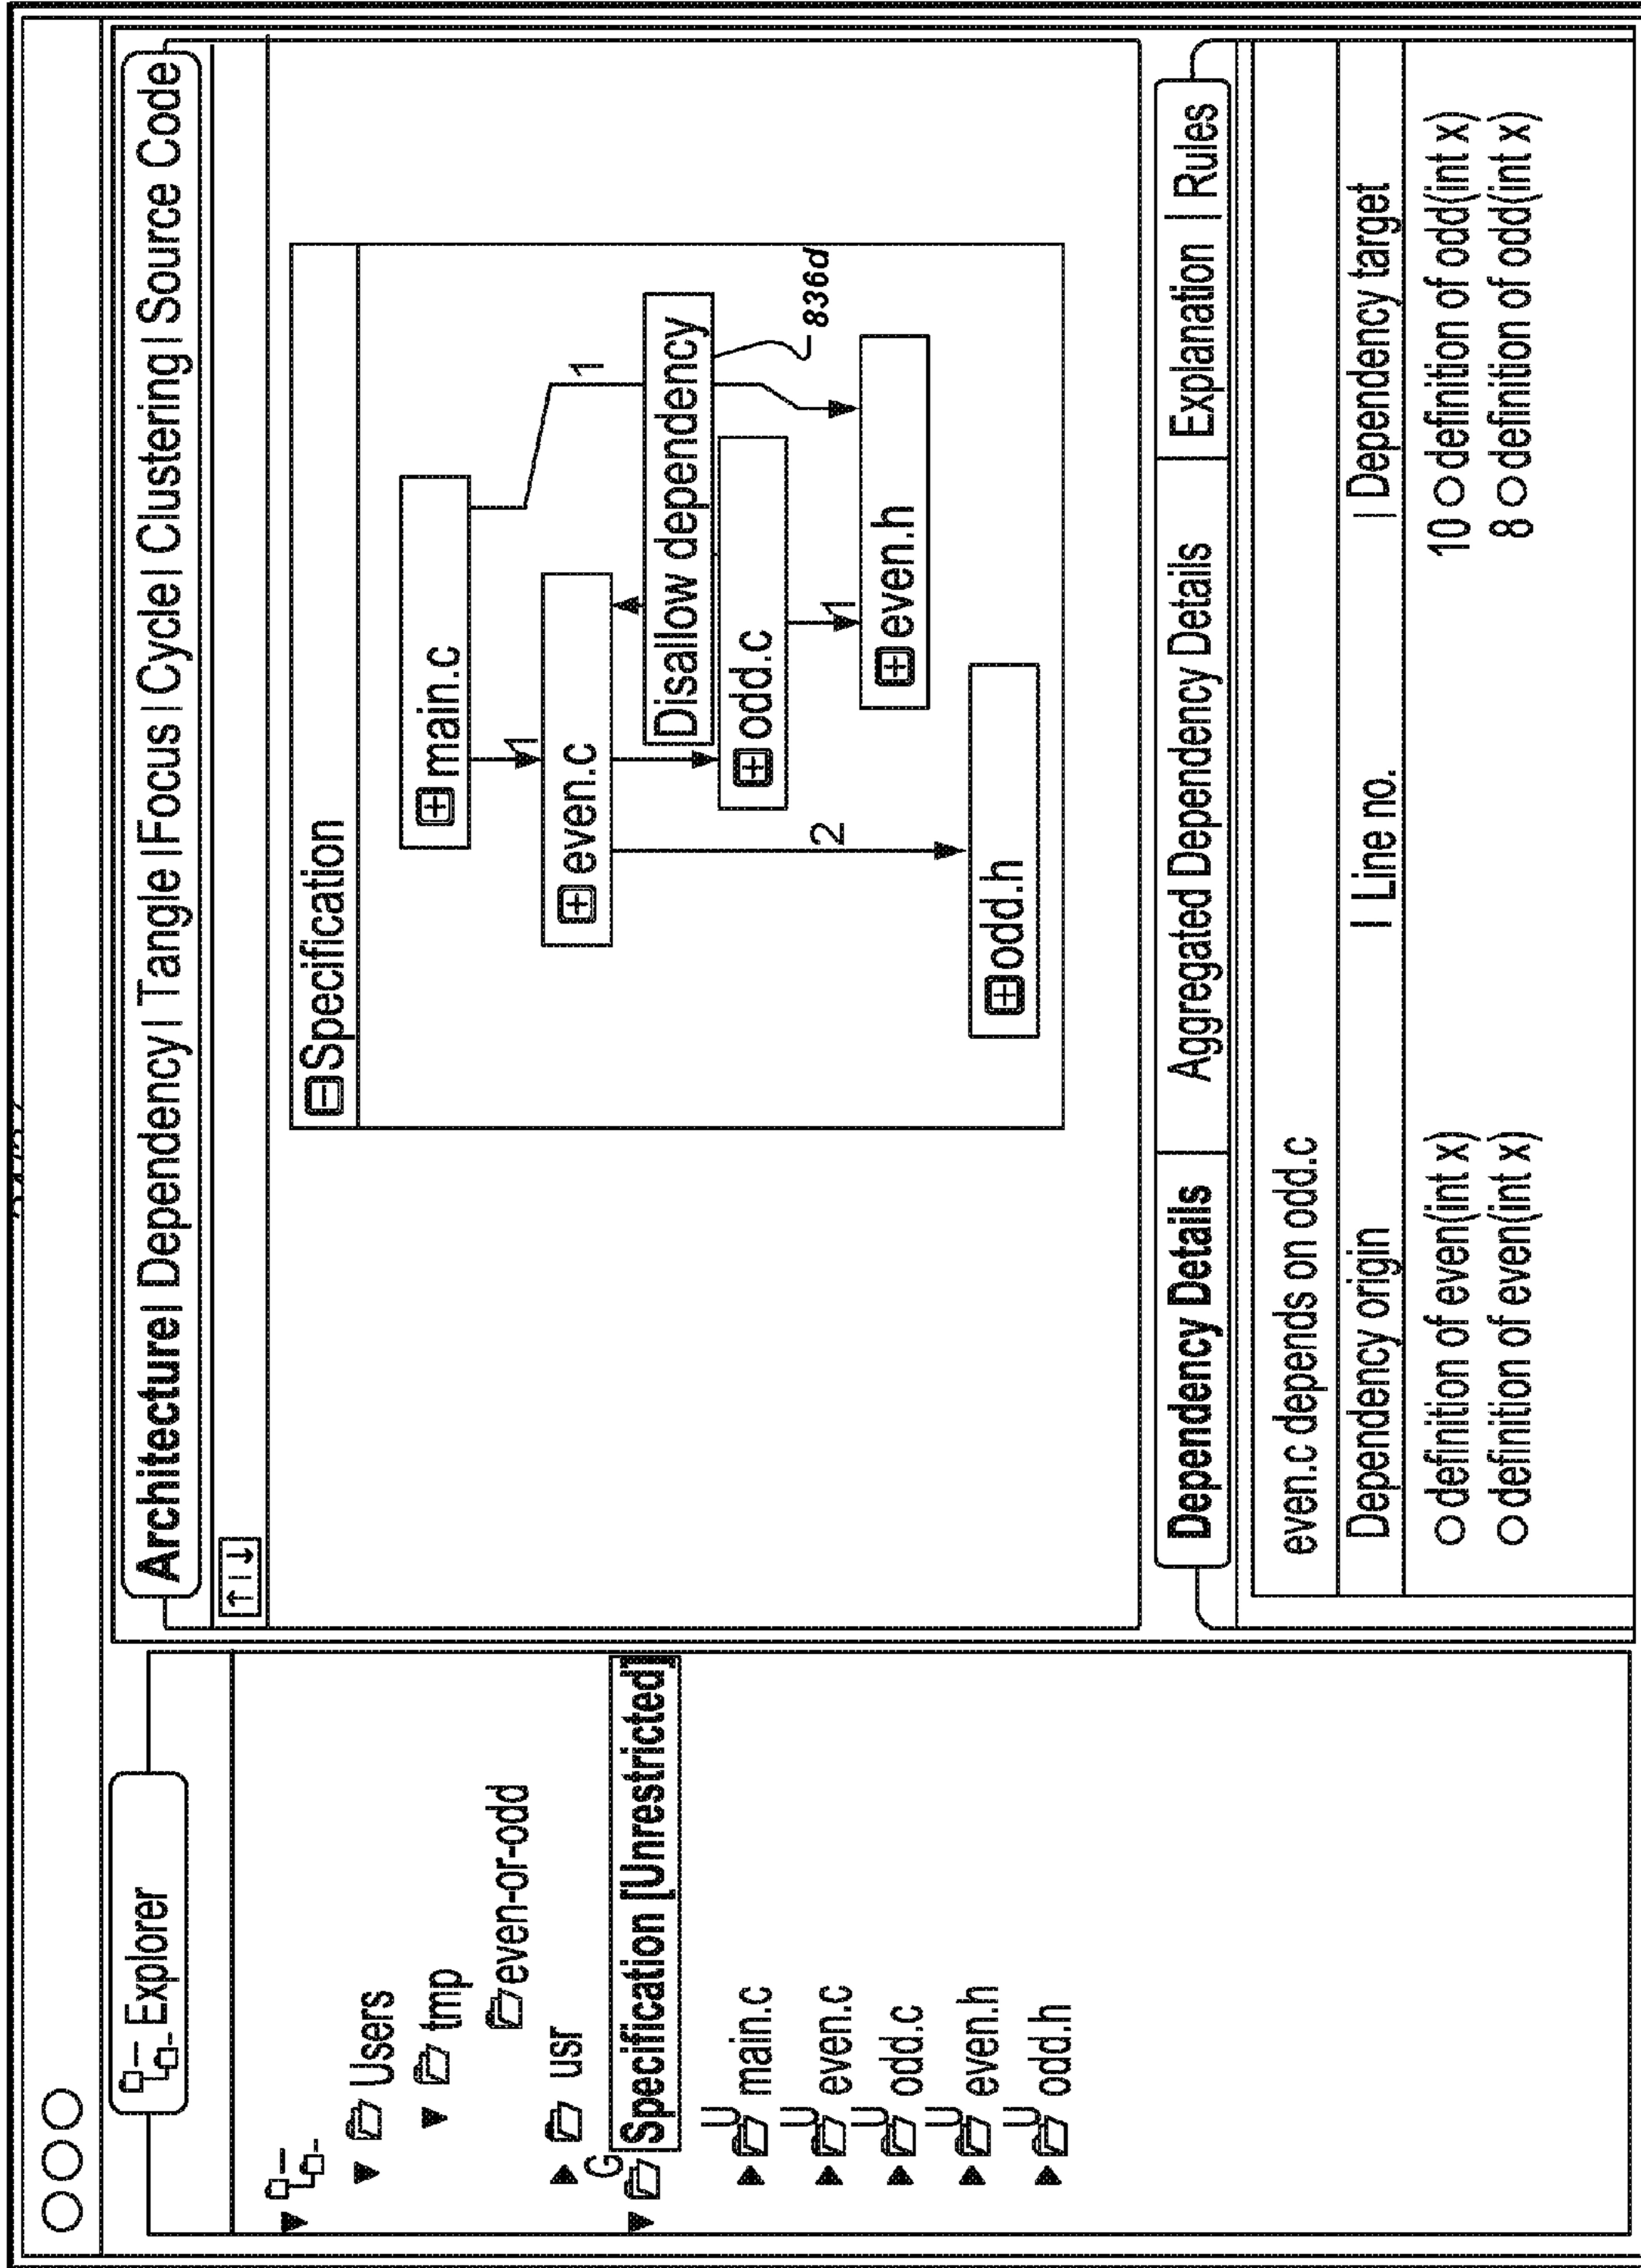 Explorer
Users
tmp
even-or-odd
usr
G
Specification [Unrestricted]
main.c
even.c
odd.c
even.h
odd.h
Architecture| Dependency| Tangle |Focus | Cycle| Clustering| Source Code
Specification
main.c
1
1
even.c
Disallow dependency
836d
odd.c
2
1
even.h
odd.h
Dependency Details Aggregated Dependency Details Explanation | Rules
even.c depends on odd.c
Dependency origin | Line no. | Dependency target
definition of even(int x) 10 definition of odd(int x)
definition of even(int x) 8 definition of odd(int x)